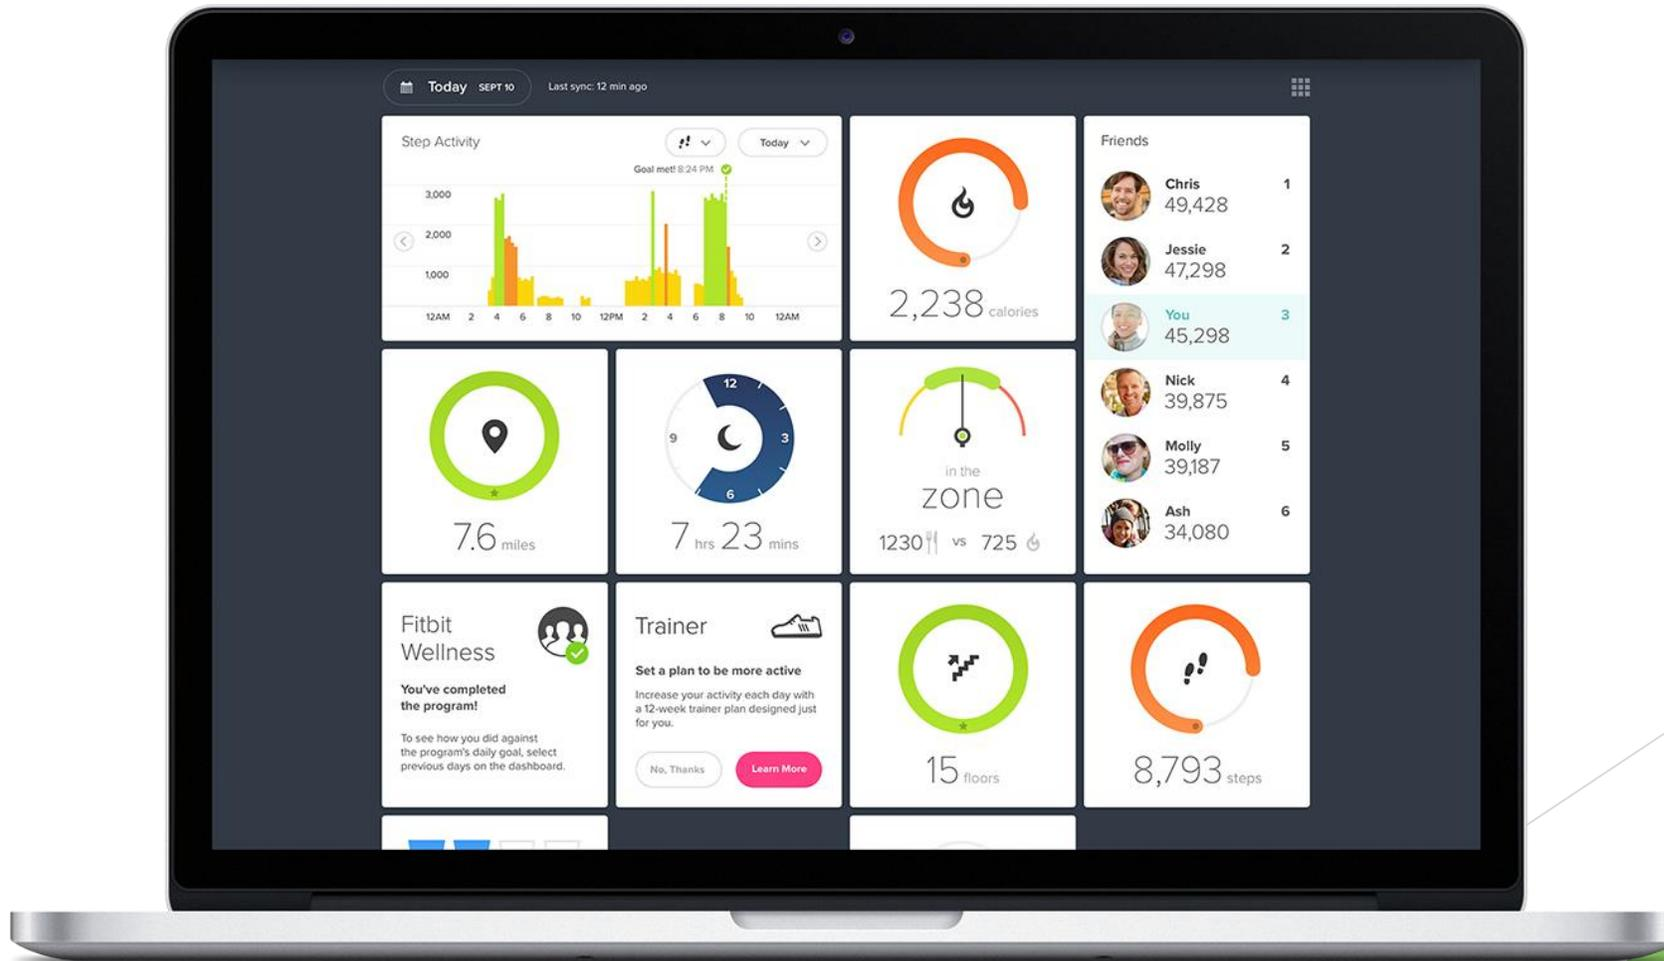 Today SEPT 10 Last sync: 12 min ago
Step Activity
Today
Goal met! 8:24 PM
3,000
2,000
1,000
12AM 2 4 6 8 10 12PM 2 4 6 8 10 12AM
2,238 calories
Friends
Chris 1
49,428
Jessie 2
47,298
You 3
45,298
Nick 4
39,875
Molly 5
39,187
Ash 6
34,080
7.6 miles
12
9 3
6
7 hrs 23 mins
in the
zone
1230 vs 725
Fitbit
Wellness
You've completed
the program!
To see how you did against
the program's daily goal, select
previous days on the dashboard.
Trainer
Set a plan to be more active
Increase your activity each day with
a 12-week trainer plan designed just
for you.
No, Thanks Learn More
15 floors
8,793 steps